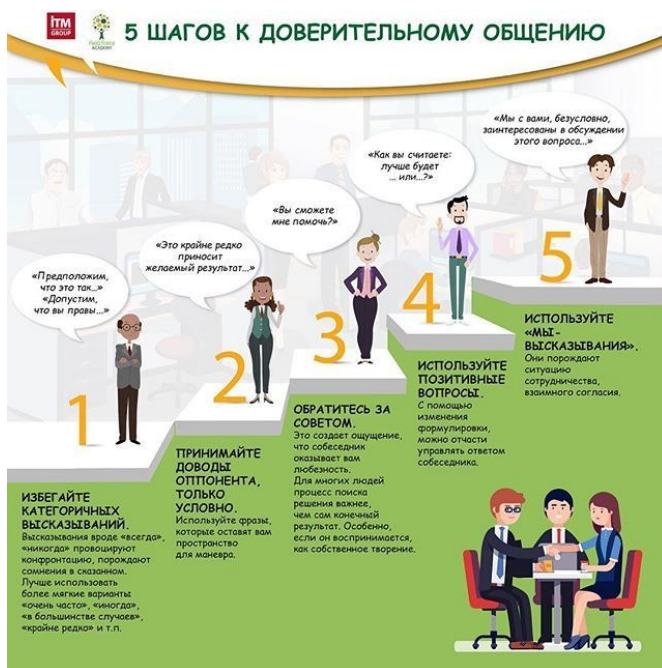 iTM
GROUP
ACADEMY
5 ШАГОВ К ДОВЕРИТЕЛЬНОМУ ОБЩЕНИЮ
«Мы с вами, безусловно,
заинтересованы в обсуждении
этого вопроса...»
«Как вы считаете:
лучше будет
... или...?»
«Вы сможете
мне помочь?»
«Это крайне редко
приносит
желаемый результат...»
«Предположим,
что это так...»
«Допустим,
что вы правы...»
1
ИЗБЕГАЙТЕ
КАТЕГОРИЧНЫХ
ВЫСКАЗЫВАНИЙ.
Высказывания вроде «всегда»,
«никогда» провоцируют
конфронтацию, порождают
сомнения в сказанном.
Лучше использовать
более мягкие варианты
«очень часто», «иногда»,
«в большинстве случаев»,
«крайне редко» и т.п.
2
ПРИНИМАЙТЕ
ДОВОДЫ
ОППОНЕНТА,
ТОЛЬКО
УСЛОВНО.
Используйте фразы,
которые оставят вам
пространство
для маневра.
3
ОБРАТИТЕСЬ ЗА
СОВЕТОМ.
Это создает ощущение,
что собеседник
оказывает вам
любезность.
Для многих людей
процесс поиска
решения важнее,
чем сам конечный
результат. Особенно,
если он воспринимается,
как собственное творение.
4
ИСПОЛЬЗУЙТЕ
ПОЗИТИВНЫЕ
ВОПРОСЫ.
С помощью
изменения
формулировки,
можно отчасти
управлять ответом
собеседника.
5
ИСПОЛЬЗУЙТЕ
«МЫ-
ВЫСКАЗЫВАНИЯ».
Они порождают
ситуацию
сотрудничества,
взаимного согласия.